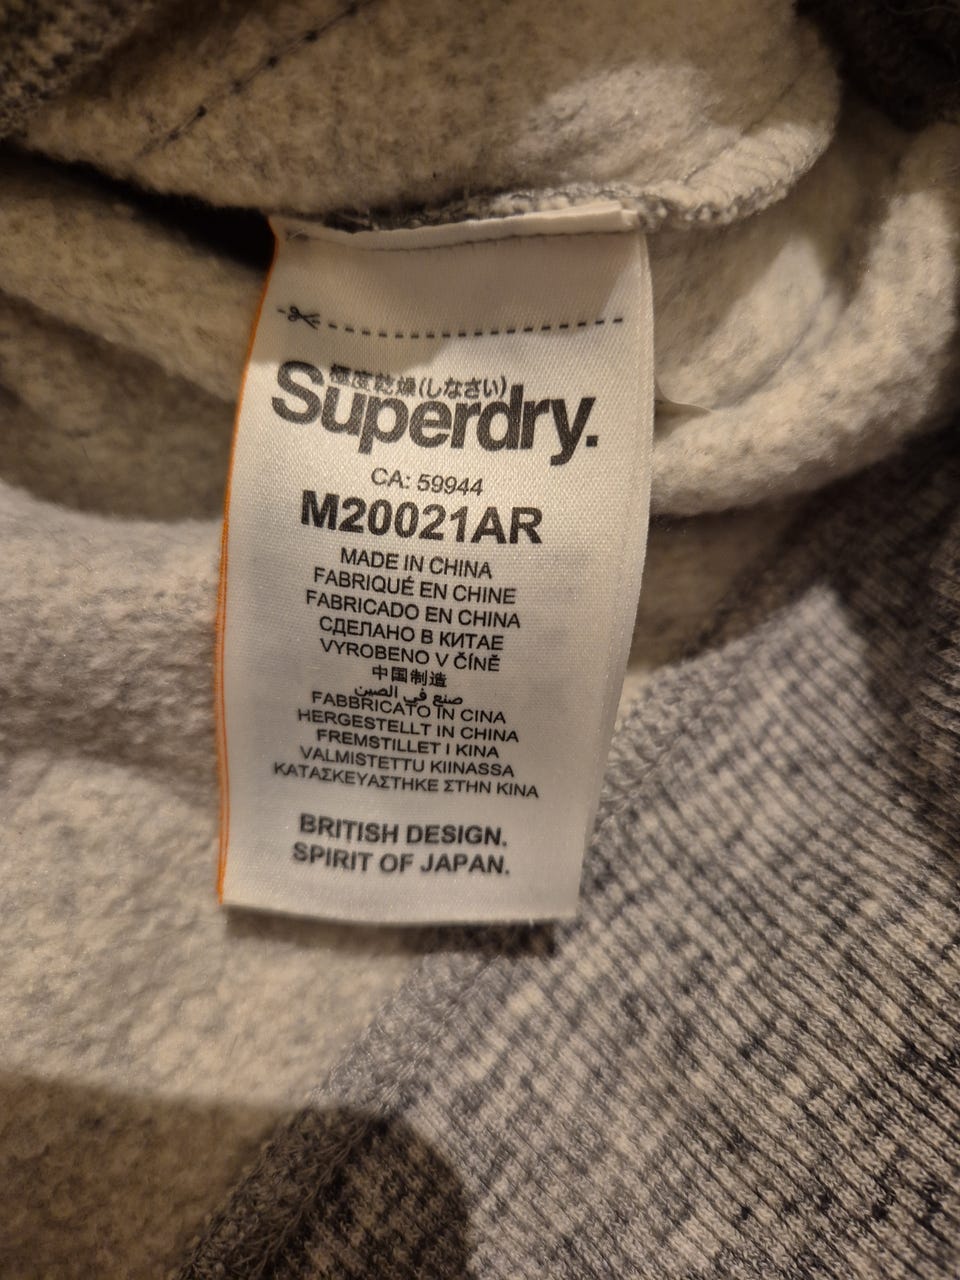 極度乾燥(しなさい)
Superdry.
CA: 59944
M20021AR
MADE IN CHINA
FABRIQUÉ EN CHINE
FABRICADO EN CHINA
СДЕЛАНО В КИТАЕ
VYROBENO V ČÍNĚ
中国制造
صنع في الصين
FABBRICATO IN CINA
HERGESTELLT IN CHINA
FREMSTILLET I KINA
VALMISTETTU KIINASSA
ΚΑΤΑΣΚΕΥΑΣΤΗΚΕ ΣΤΗΝ ΚΙΝΑ
BRITISH DESIGN.
SPIRIT OF JAPAN.